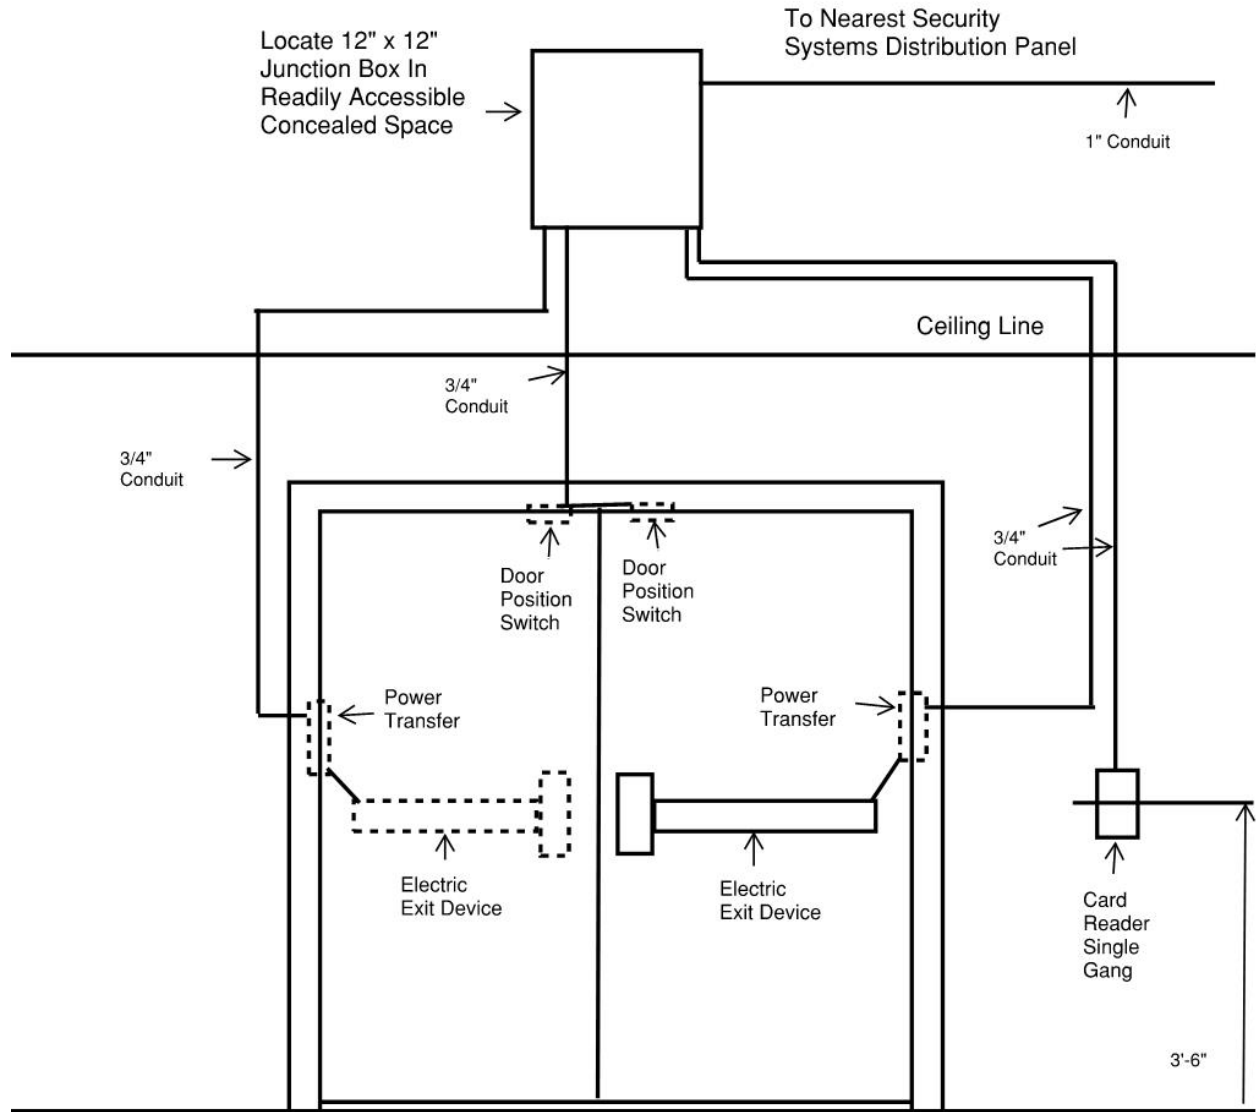 To Nearest Security
Systems Distribution Panel
Locate 12" x 12"
Junction Box In
Readily Accessible
Concealed Space
1" Conduit
Ceiling Line
3/4"
Conduit
3/4"
Conduit
3/4"
Conduit
Door
Position
Switch
Door
Position
Switch
Power
Transfer
Power
Transfer
Electric
Exit Device
Electric
Exit Device
Card
Reader
Single
Gang
3'-6"